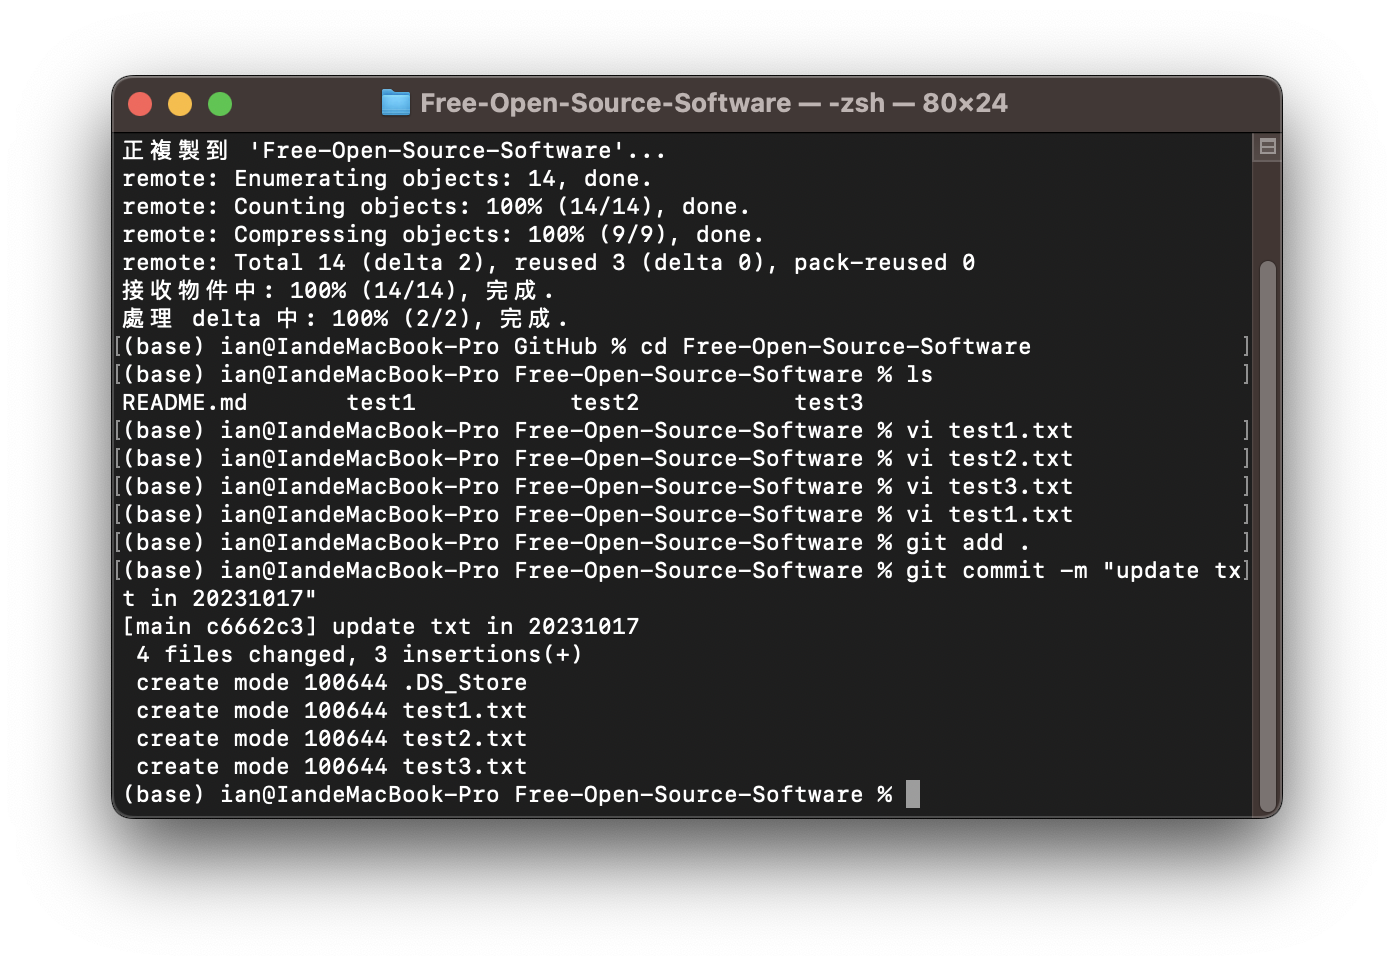 Free-Open-Source-Software — -zsh — 80×24
正複製到 'Free-Open-Source-Software'...
remote: Enumerating objects: 14, done.
remote: Counting objects: 100% (14/14), done.
remote: Compressing objects: 100% (9/9), done.
remote: Total 14 (delta 2), reused 3 (delta 0), pack-reused 0
接收物件中: 100% (14/14), 完成.
處理 delta 中: 100% (2/2), 完成.
[(base) ian@IandeMacBook-Pro GitHub % cd Free-Open-Source-Software ]
[(base) ian@IandeMacBook-Pro Free-Open-Source-Software % ls ]
README.md test1 test2 test3
[(base) ian@IandeMacBook-Pro Free-Open-Source-Software % vi test1.txt ]
[(base) ian@IandeMacBook-Pro Free-Open-Source-Software % vi test2.txt ]
[(base) ian@IandeMacBook-Pro Free-Open-Source-Software % vi test3.txt ]
[(base) ian@IandeMacBook-Pro Free-Open-Source-Software % vi test1.txt ]
[(base) ian@IandeMacBook-Pro Free-Open-Source-Software % git add . ]
[(base) ian@IandeMacBook-Pro Free-Open-Source-Software % git commit -m "update tx]
t in 20231017"
[main c6662c3] update txt in 20231017
 4 files changed, 3 insertions(+)
 create mode 100644 .DS_Store
 create mode 100644 test1.txt
 create mode 100644 test2.txt
 create mode 100644 test3.txt
(base) ian@IandeMacBook-Pro Free-Open-Source-Software %